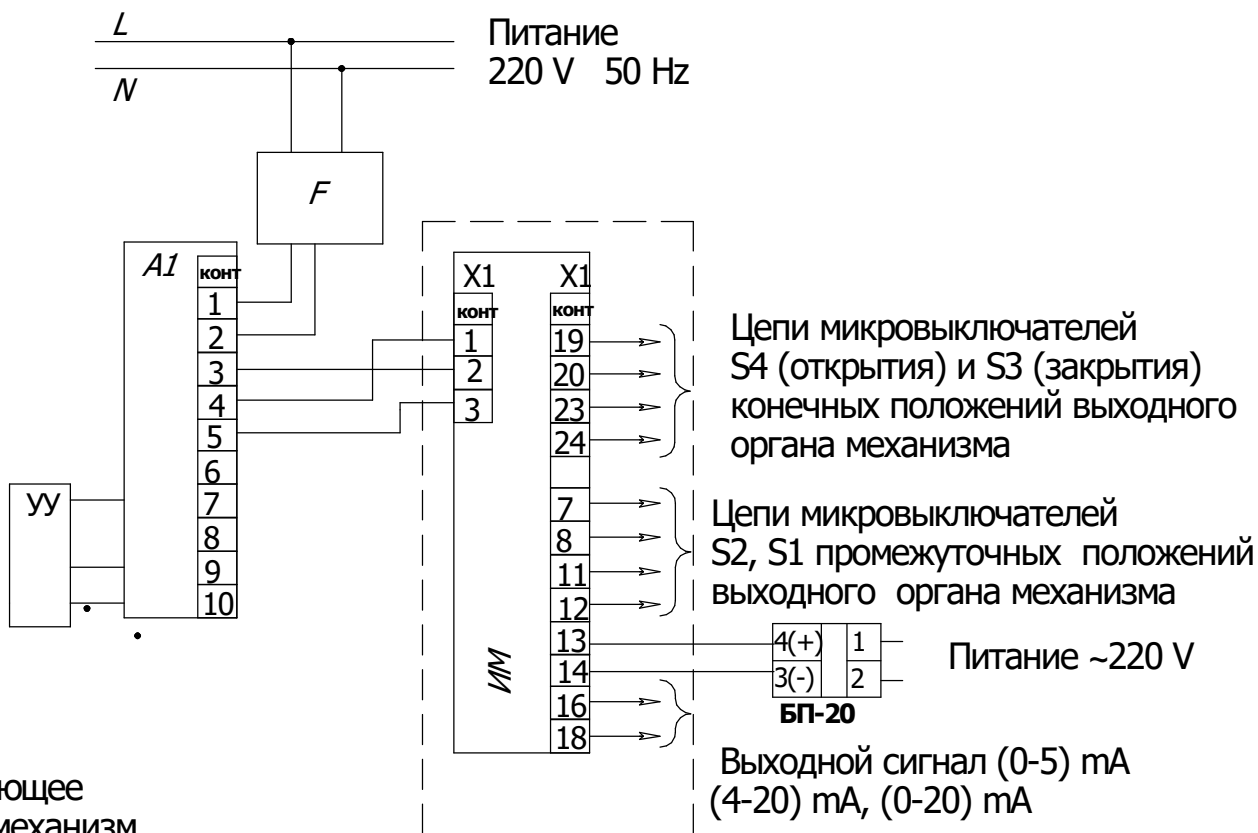 L
Питание
220 V 50 Hz
N
F
A1
конт
1
2
3
4
5
6
7
8
9
10
УУ
X1
конт
1
2
3
X1
конт
19
20
23
24
7
8
11
12
13
14
16
18
ИМ
Цепи микровыключателей
S4 (открытия) и S3 (закрытия)
конечных положений выходного
органа механизма
Цепи микровыключателей
S2, S1 промежуточных положений
выходного органа механизма
4(+) 1
3(-) 2
БП-20
Питание ~220 V
Выходной сигнал (0-5) mA
(4-20) mA, (0-20) mA
ющее
механизм